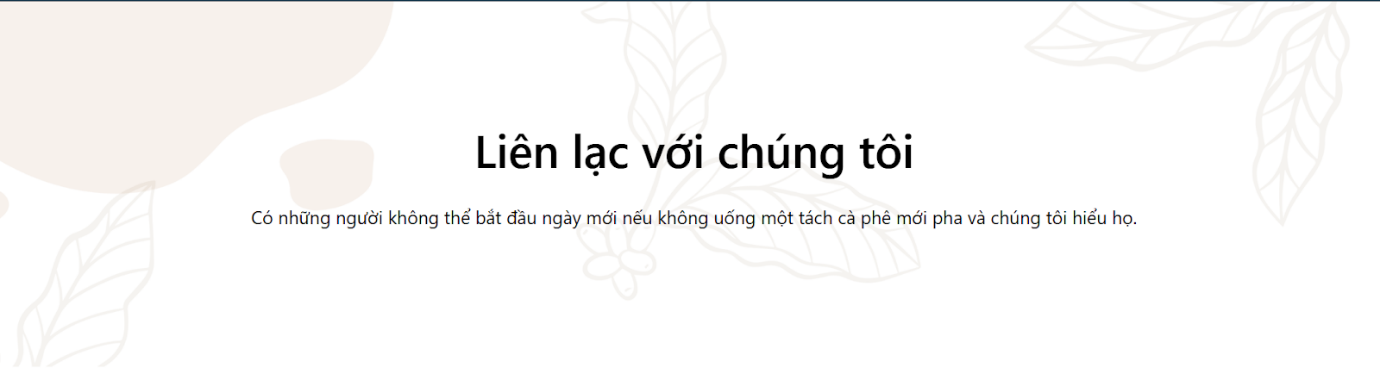 Liên lạc với chúng tôi
Có những người không thể bắt đầu ngày mới nếu không uống một tách cà phê mới pha và chúng tôi hiểu họ.